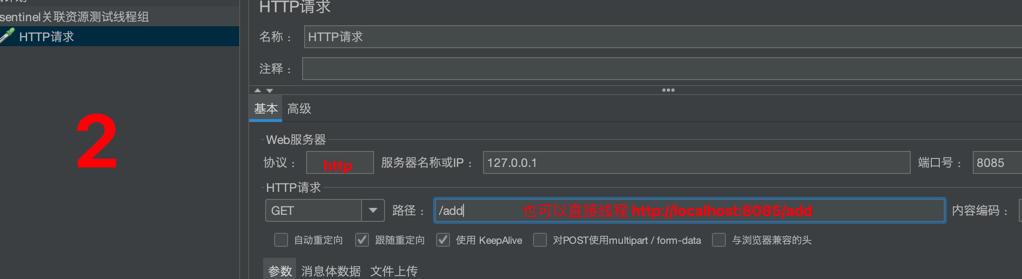 sentinel关联资源测试线程组
HTTP请求
2
HTTP请求
名称： HTTP请求
注释：
基本 高级
Web服务器
协议： http 服务器名称或IP： 127.0.0.1 端口号： 8085
HTTP请求
GET 路径： /add 也可以直接线程 http://localhost:8085/add 内容编码：
自动重定向 跟随重定向 使用 KeepAlive 对POST使用multipart / form-data 与浏览器兼容的头
参数 消息体数据 文件上传